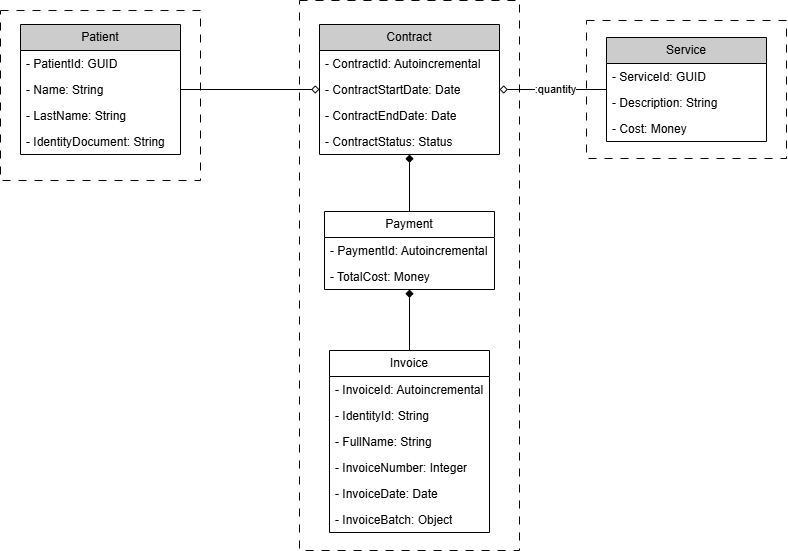 Patient
- PatientId: GUID
- Name: String
- LastName: String
- IdentityDocument: String
Contract
- ContractId: Autoincremental
- ContractStartDate: Date
- ContractEndDate: Date
- ContractStatus: Status
:quantity
Service
- ServiceId: GUID
- Description: String
- Cost: Money
Payment
- PaymentId: Autoincremental
- TotalCost: Money
Invoice
- InvoiceId: Autoincremental
- IdentityId: String
- FullName: String
- InvoiceNumber: Integer
- InvoiceDate: Date
- InvoiceBatch: Object